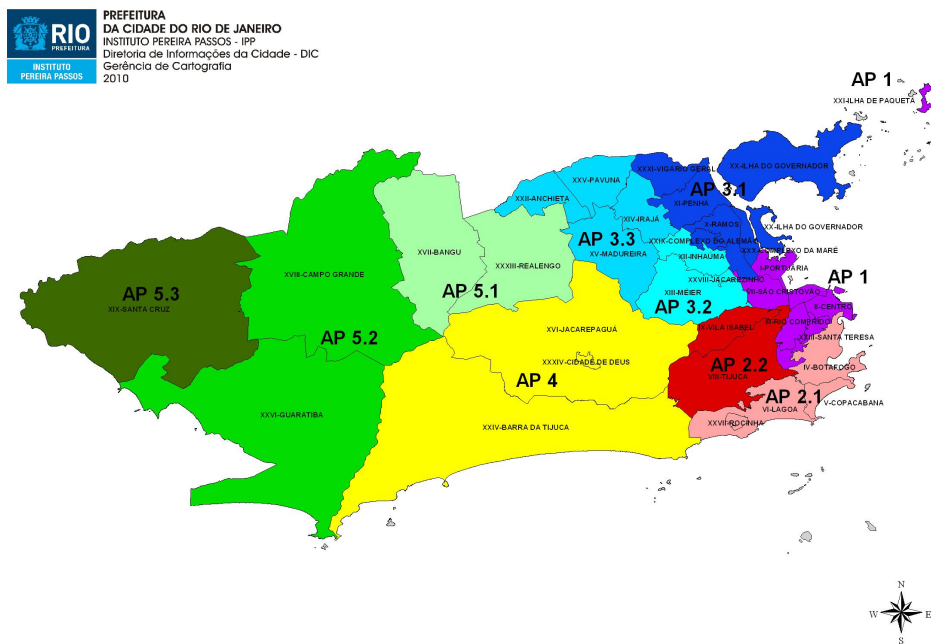 RIO
PREFEITURA
INSTITUTO
PEREIRA PASSOS
PREFEITURA
DA CIDADE DO RIO DE JANEIRO
INSTITUTO PEREIRA PASSOS - IPP
Diretoria de Informações da Cidade - DIC
Gerência de Cartografia
2010
AP 1
XXI-ILHA DE PAQUETÁ
XX-ILHA DO GOVERNADOR
XXXI-VIGÁRIO GERAL
XXV-PAVUNA
AP 3.1
XXII-ANCHIETA
XI-PENHA
XIV-IRAJÁ
X-RAMOS
XX-ILHA DO GOVERNADOR
AP 3.3
XXIX-COMPLEXO DO ALEMÃO
XXX-COMPLEXO DA MARÉ
XVII-BANGU
XV-MADUREIRA
XII-INHAÚMA
XXXIII-REALENGO
I-PORTUÁRIA
XVIII-CAMPO GRANDE
AP 1
XXVIII-JACAREZINHO
AP 5.3
AP 5.1
XIII-MÉIER
VII-SÃO CRISTOVÃO
XIX-SANTA CRUZ
AP 3.2
II-CENTRO
III-RIO COMPRIDO
XVI-JACAREPAGUÁ
IX-VILA ISABEL
AP 5.2
XXIII-SANTA TERESA
XXXIV-CIDADE DE DEUS
AP 2.2
IV-BOTAFOGO
AP 4
VIII-TIJUCA
AP 2.1
V-COPACABANA
VI-LAGOA
XXVI-GUARATIBA
XXVII-ROCINHA
XXIV-BARRA DA TIJUCA
N
W
E
S